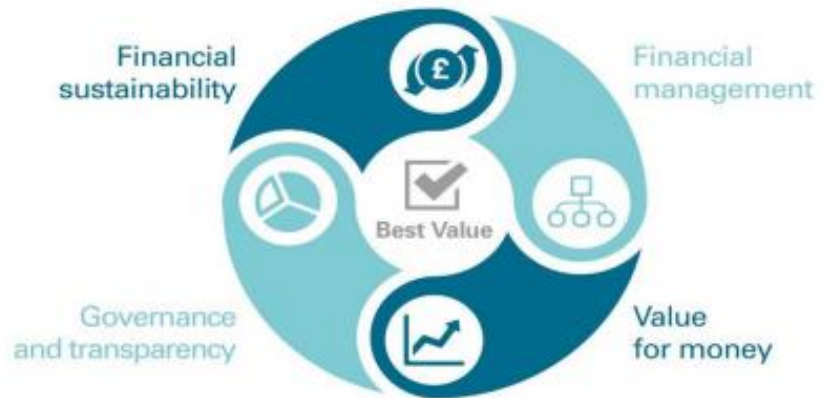 Financial
sustainability
£
Financial
management
Best Value
Governance
and transparency
Value
for money